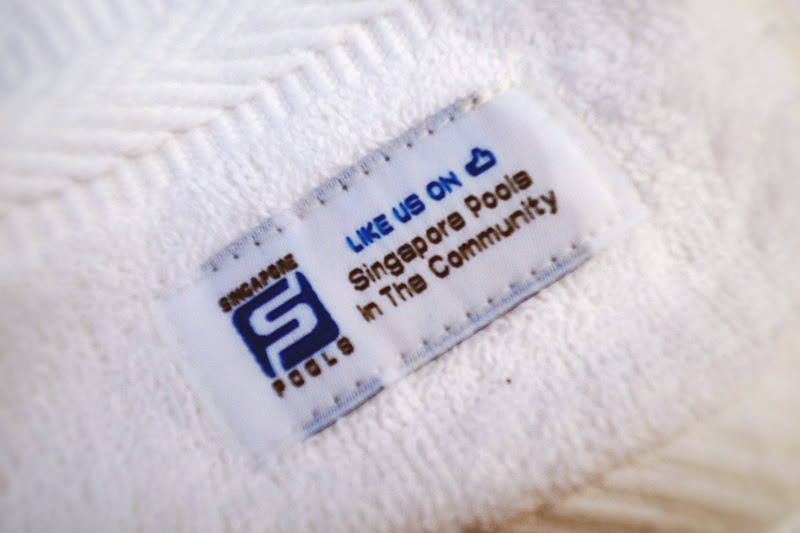 SINGAPORE
POOLS
LIKE US ON
Singapore Pools
In The Community